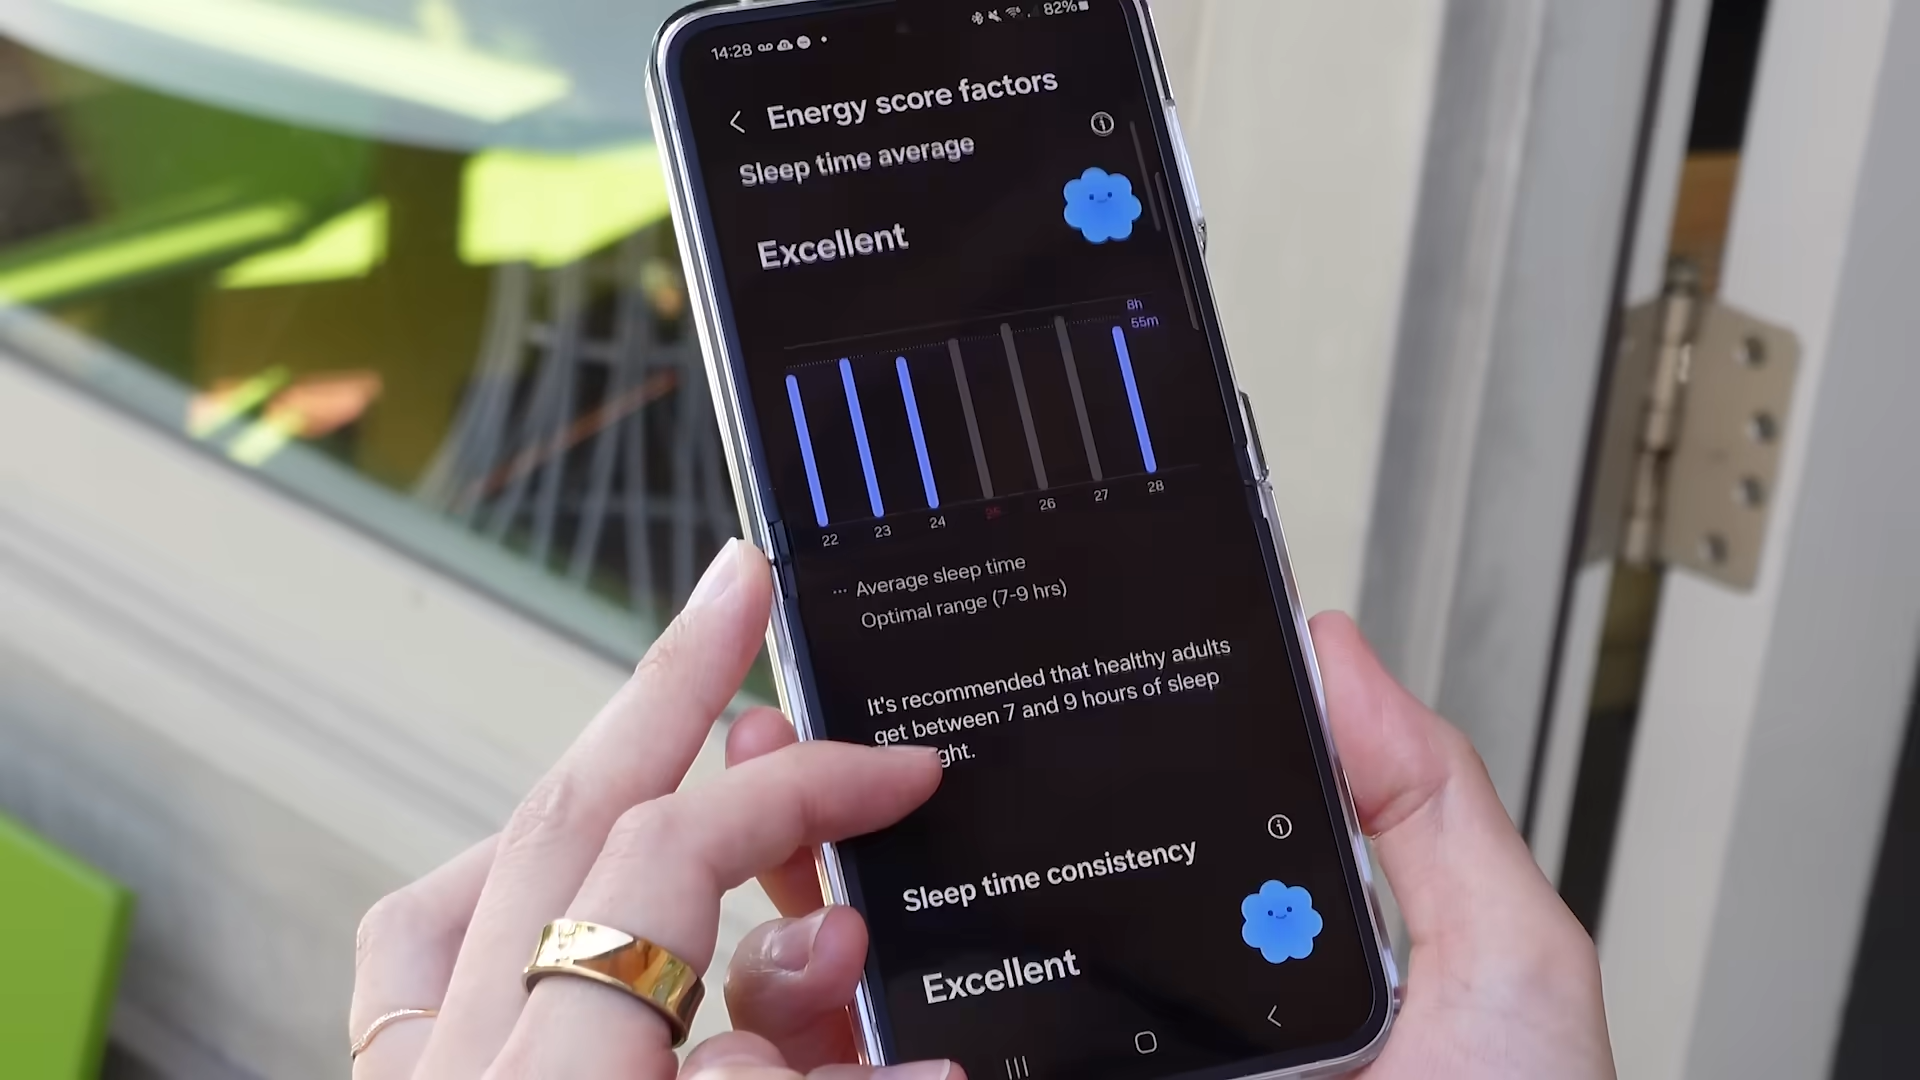 14:28
82%
Energy score factors
Sleep time average
Excellent
8h
55m
22 23 24 25 26 27 28
Average sleep time
Optimal range (7-9 hrs)
It's recommended that healthy adults
get between 7 and 9 hours of sleep
ght.
Sleep time consistency
Excellent